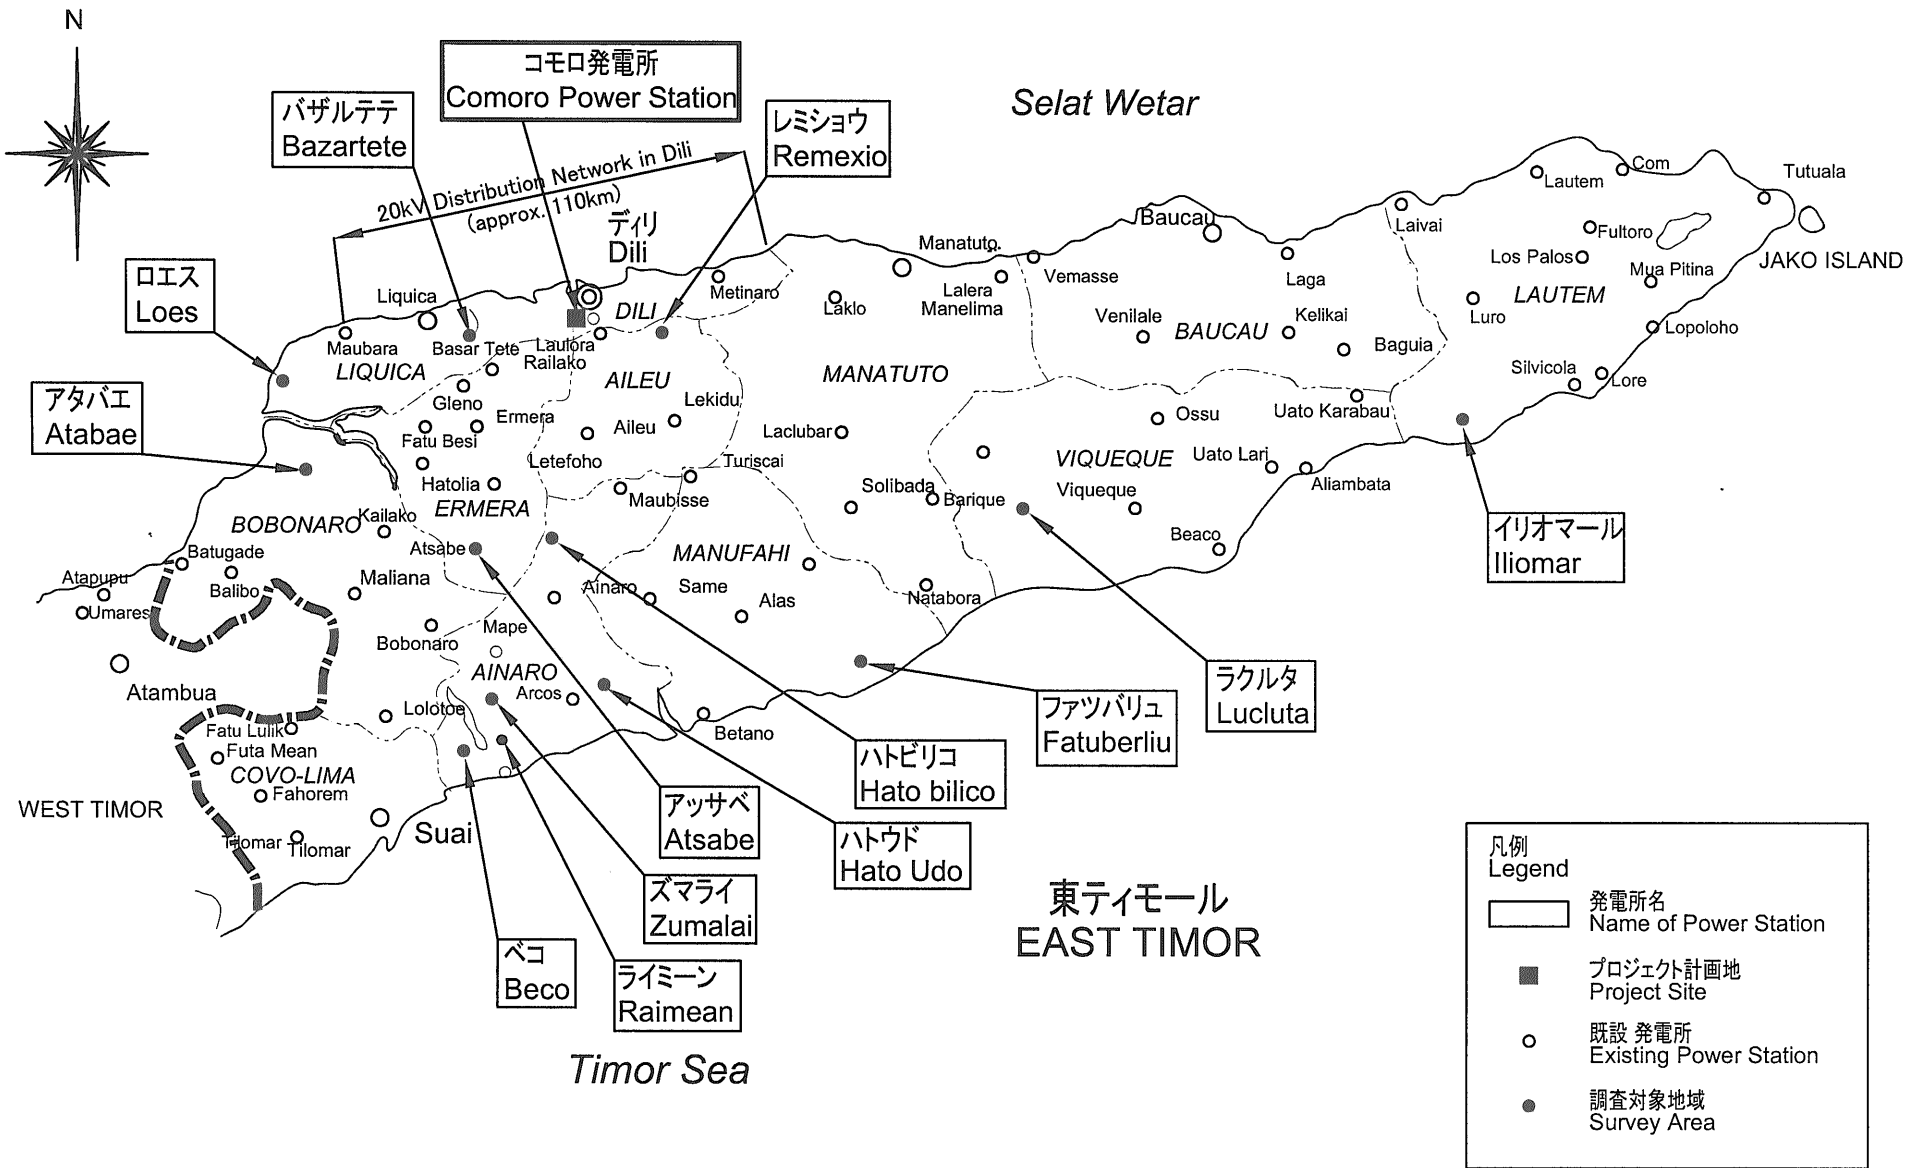 N
コモロ発電所
Comoro Power Station
バザルテテ
Bazartete
レミショウ
Remexio
Selat Wetar
20kV Distribution Network in Dili
(approx. 110km)
ディリ
Dili
ロエス
Loes
アタバエ
Atabae
Liquica
Maubara
LIQUICA
Basar Tete
Lautora
Railako
DILI
Metinaro
Manatuto
Laklo
Lalera
Manelima
Vemasse
Baucau
Laga
Laivai
Lautem
Com
Tutuala
Fultoro
Los Palos
Mua Pitina
JAKO ISLAND
LAUTEM
Luro
Lopoloho
Silvicola
Lore
Venilale
BAUCAU
Kelikai
Baguia
AILEU
MANATUTO
Gleno
Ermera
Lekidu
Aileu
Fatu Besi
Laclubar
Ossu
Uato Karabau
Letefoho
Turiscai
Hatolia
Maubisse
ERMERA
Solibada
Barique
VIQUEQUE
Viqueque
Uato Lari
Aliambata
BOBONARO
Kailako
Atsabe
MANUFAHI
Beaco
イリオマール
Iliomar
Batugade
Atapupu
Balibo
Umares
Maliana
Ainaro
Same
Alas
Natabora
Bobonaro
Mape
AINARO
Arcos
Atambua
Lolotoe
Betano
Fatu Lulik
Futa Mean
COVO-LIMA
Fahorem
WEST TIMOR
Tilomar
Tilomar
Suai
ラクルタ
Lucluta
ファツバリュ
Fatuberliu
ハトビリコ
Hato bilico
アッサベ
Atsabe
ハトウド
Hato Udo
ズマライ
Zumalai
ベコ
Beco
ライミーン
Raimean
東ティモール
EAST TIMOR
Timor Sea
凡例
Legend
発電所名
Name of Power Station
プロジェクト計画地
Project Site
既設 発電所
Existing Power Station
調査対象地域
Survey Area